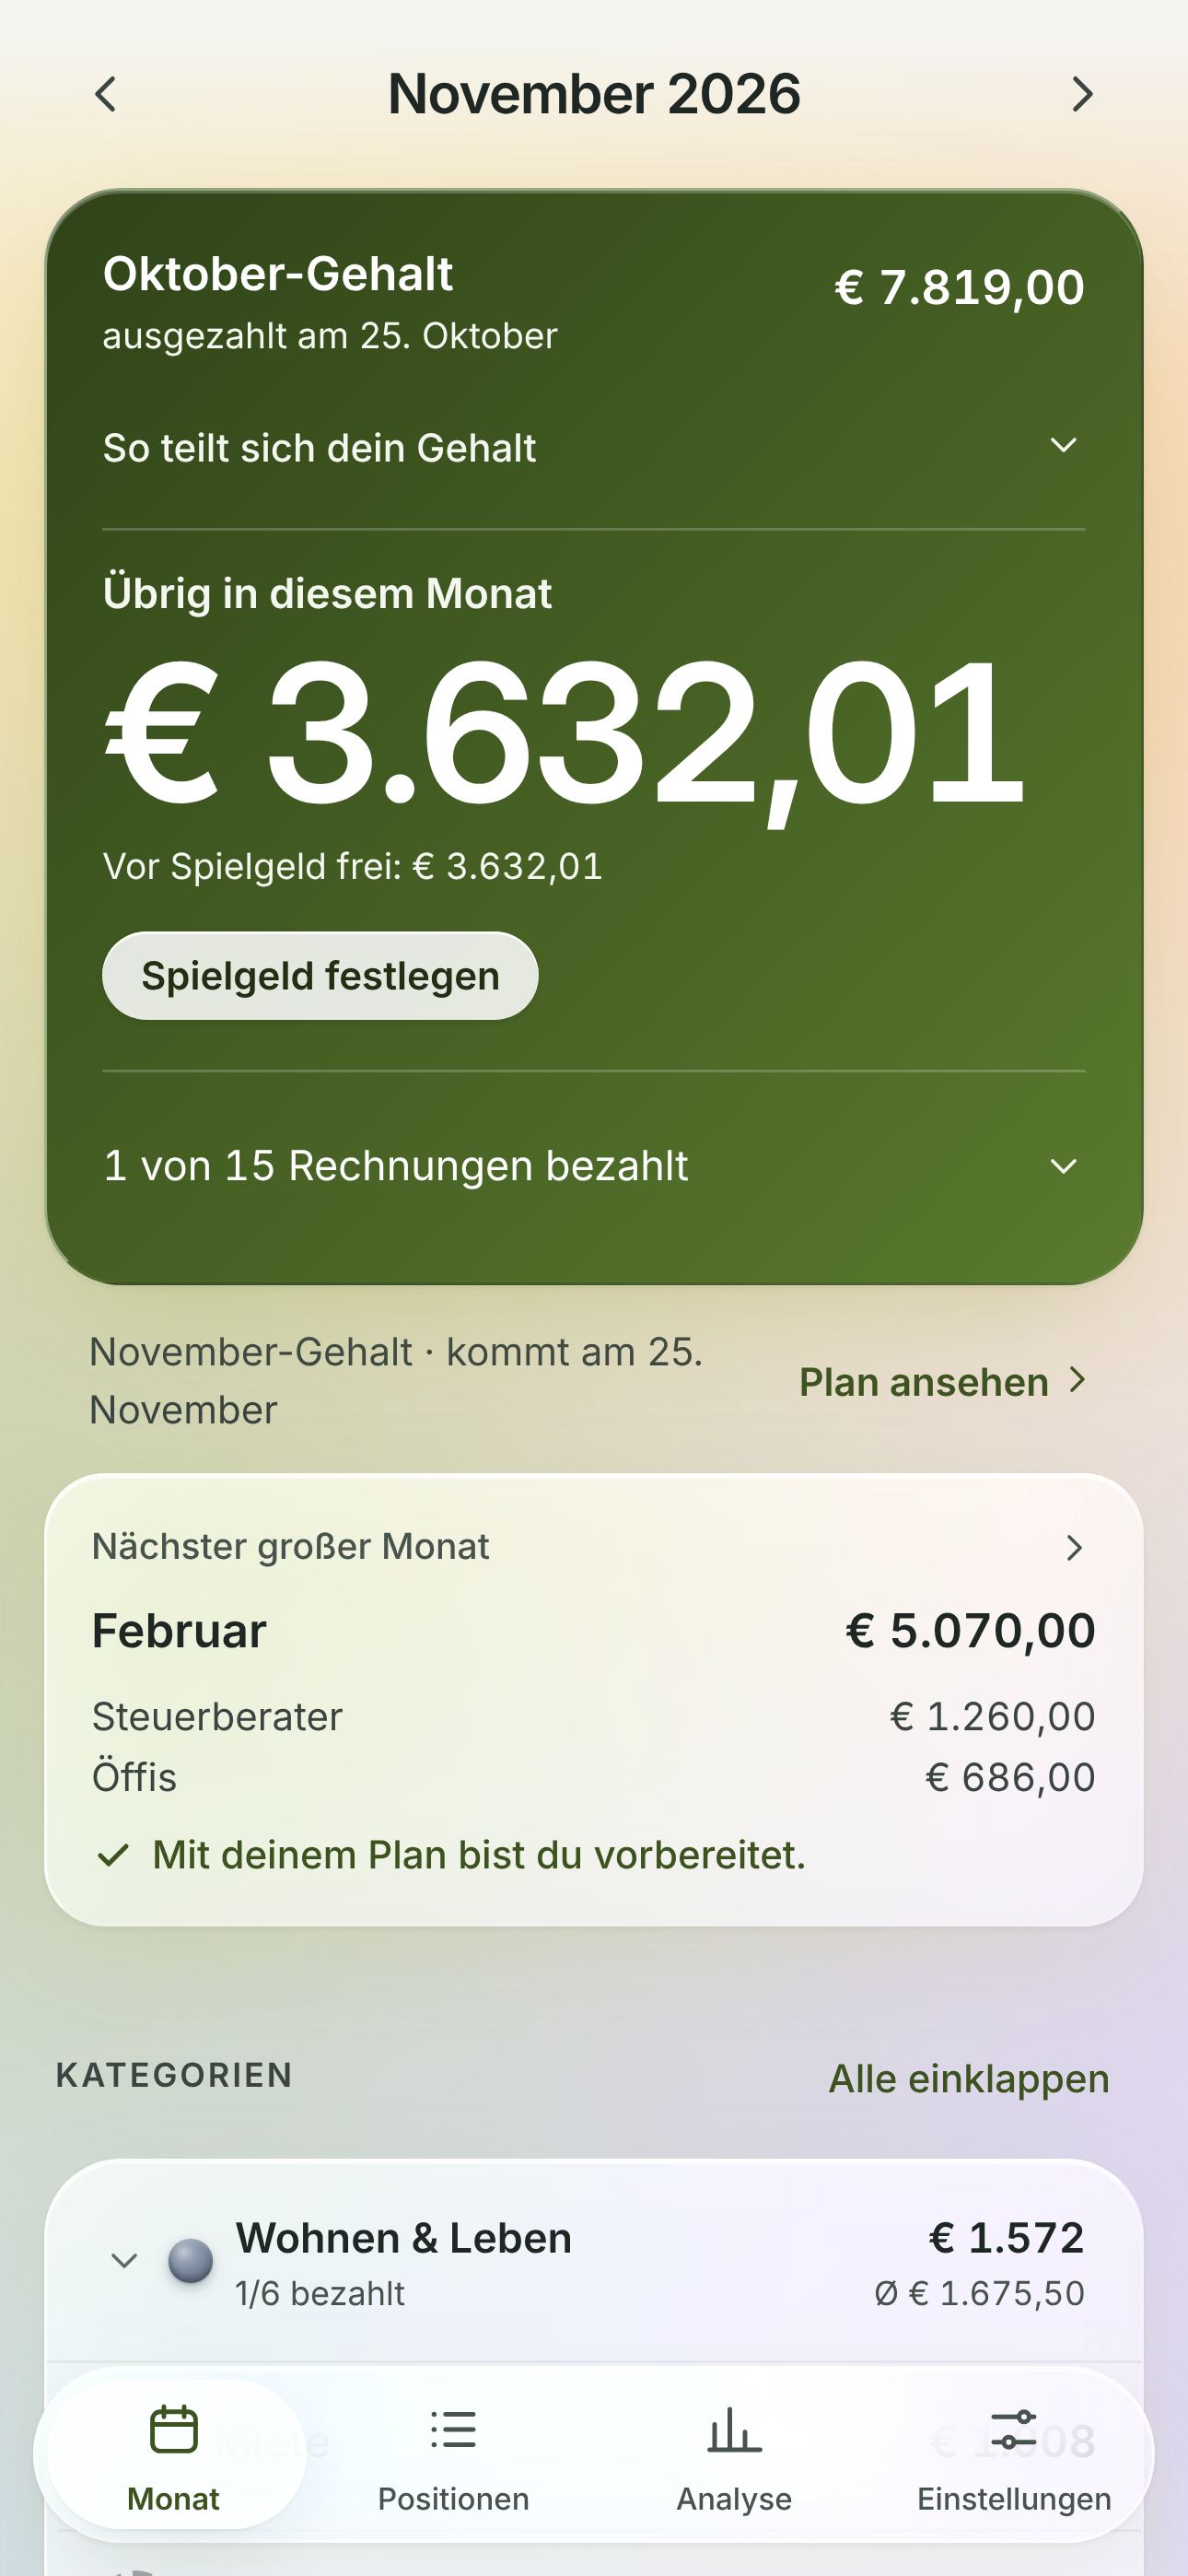 November 2026
Oktober-Gehalt
€ 7.819,00
ausgezahlt am 25. Oktober
So teilt sich dein Gehalt
Übrig in diesem Monat
€ 3.632,01
Vor Spielgeld frei: € 3.632,01
Spielgeld festlegen
1 von 15 Rechnungen bezahlt
November-Gehalt · kommt am 25.
November
Plan ansehen
Nächster großer Monat
Februar
€ 5.070,00
Steuerberater
€ 1.260,00
Öffis
€ 686,00
Mit deinem Plan bist du vorbereitet.
KATEGORIEN
Alle einklappen
Wohnen & Leben
€ 1.572
1/6 bezahlt
Ø € 1.675,50
Miete
Monat
Positionen
Analyse
Einstellungen